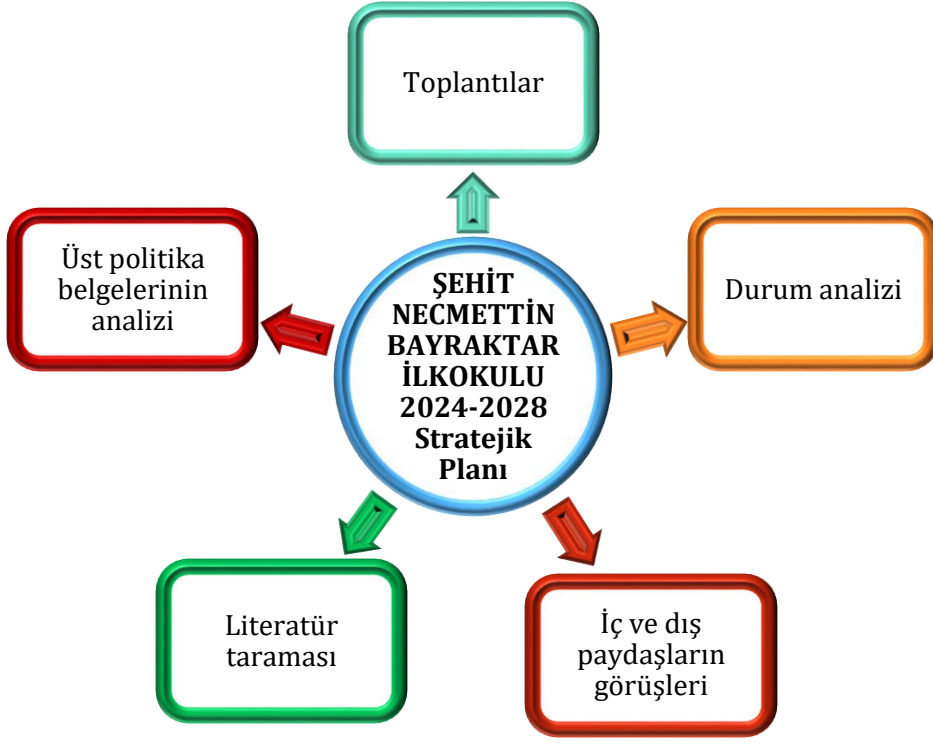 Toplantılar
Üst politika
belgelerinin
analizi
ŞEHİT
NECMETTİN
BAYRAKTAR
İLKOKULU
2024-2028
Stratejik
Planı
Durum analizi
Literatür
taraması
İç ve dış
paydaşların
görüşleri